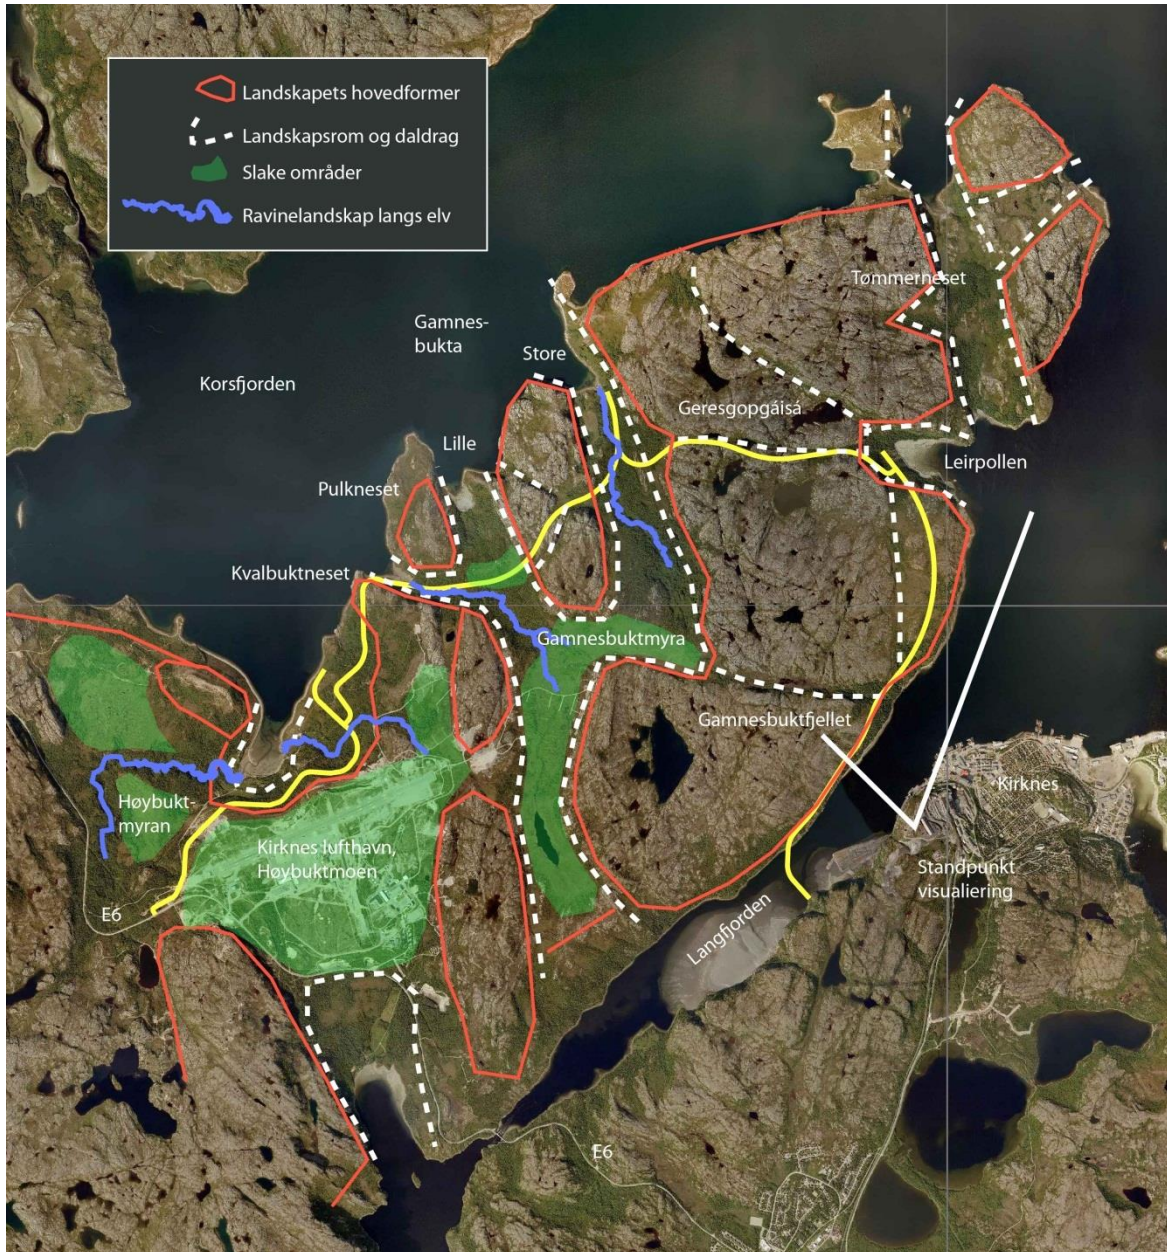 Landskapets hovedformer
Landskapsrom og daldrag
Slake områder
Ravinelandskap langs elv
Tømmerneset
Gamnes-
bukta
Store
Korsfjorden
Geresgopgáisá
Lille
Leirpollen
Pulkneset
Kvalbuktneset
Gamnesbuktmyra
Gamnesbuktfjellet
Kirknes
Høybukt-
myran
Kirknes lufthavn,
Høybuktmoen
Standpunkt
visualiering
E6
Langfjorden
E6